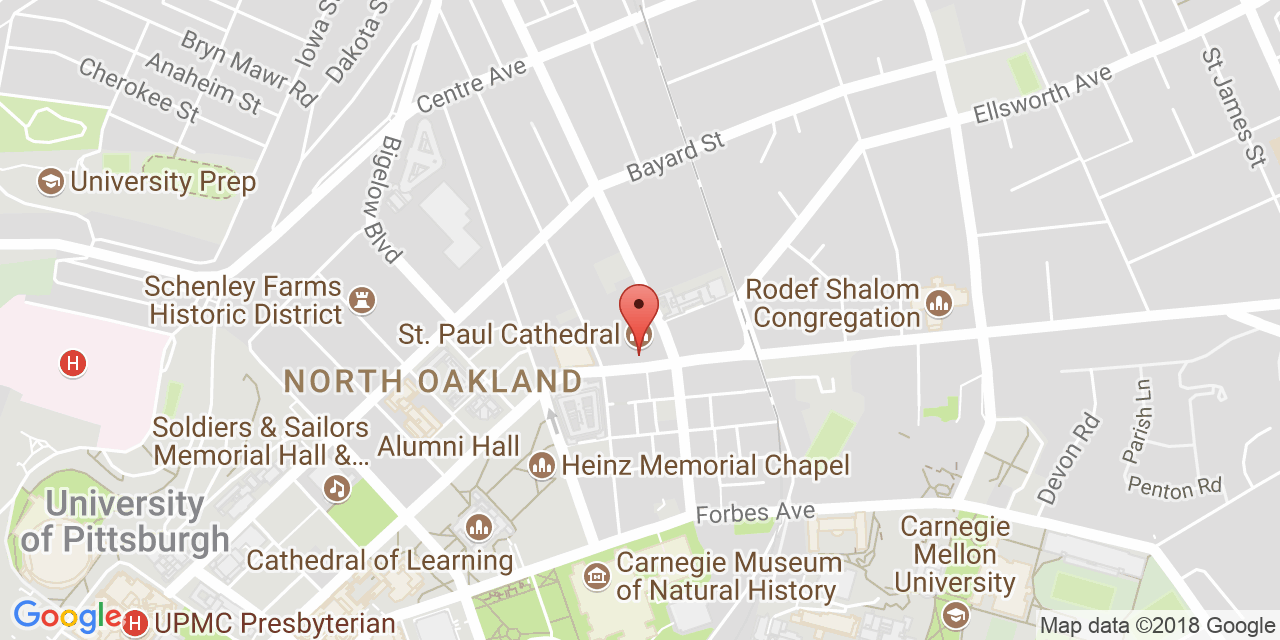 Iowa St
Dakota S
Bryn Mawr Rd
Anaheim St
Cherokee St
Centre Ave
Ellsworth Ave
St James St
Bayard St
Bigelow Blvd
University Prep
Schenley Farms
Historic District
Rodef Shalom
Congregation
St. Paul Cathedral
H
NORTH OAKLAND
Soldiers & Sailors
Memorial Hall &...
Alumni Hall
Heinz Memorial Chapel
Devon Rd
Parish Ln
Penton Rd
University
of Pittsburgh
Forbes Ave
Cathedral of Learning
Carnegie
Mellon
University
Carnegie Museum
of Natural History
Google
H
UPMC Presbyterian
Map data ©2018 Google